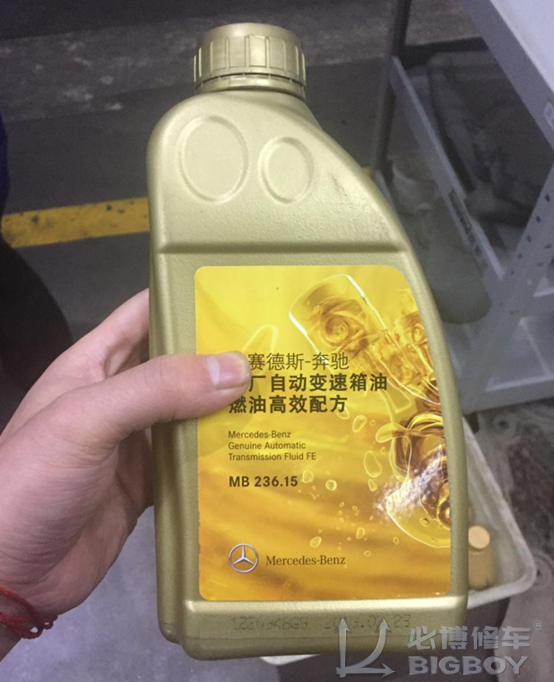 赛德斯-奔驰
厂自动变速箱油
燃油高效配方
Mercedes-Benz
Genuine Automatic
Transmission Fluid FE
MB 236.15
Mercedes-Benz
必博修车
BIGBOY